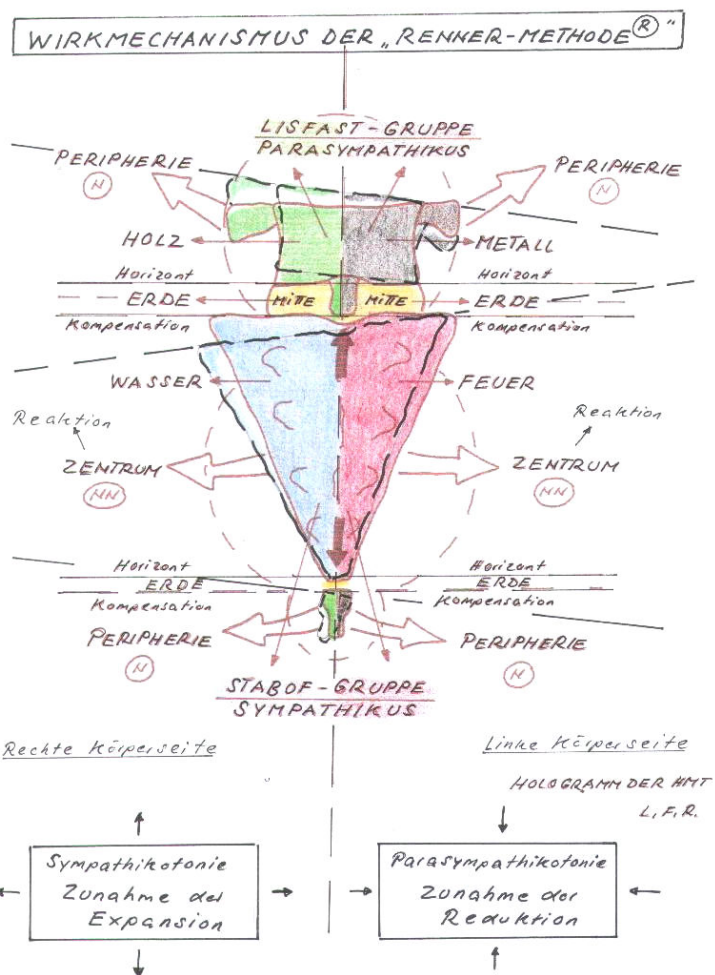 WIRKMECHANISMUS DER „RENNER-METHODE®"
LISFAST-GRUPPE
PARASYMPATHIKUS
PERIPHERIE
N
PERIPHERIE
N
HOLZ
METALL
Horizont
Horizont
ERDE
MITTE
MITTE
ERDE
Kompensation
Kompensation
WASSER
FEUER
Reaktion
Reaktion
ZENTRUM
NN
ZENTRUM
NN
Horizont
Horizont
ERDE
ERDE
Kompensation
Kompensation
PERIPHERIE
N
PERIPHERIE
N
STABOF-GRUPPE
SYMPATHIKUS
Rechte Körperseite
Linke Körperseite
HOLOGRAMM DER HMT
L.F.R.
Sympathikotonie
Zunahme der
Expansion
Parasympathikotonie
Zunahme der
Reduktion